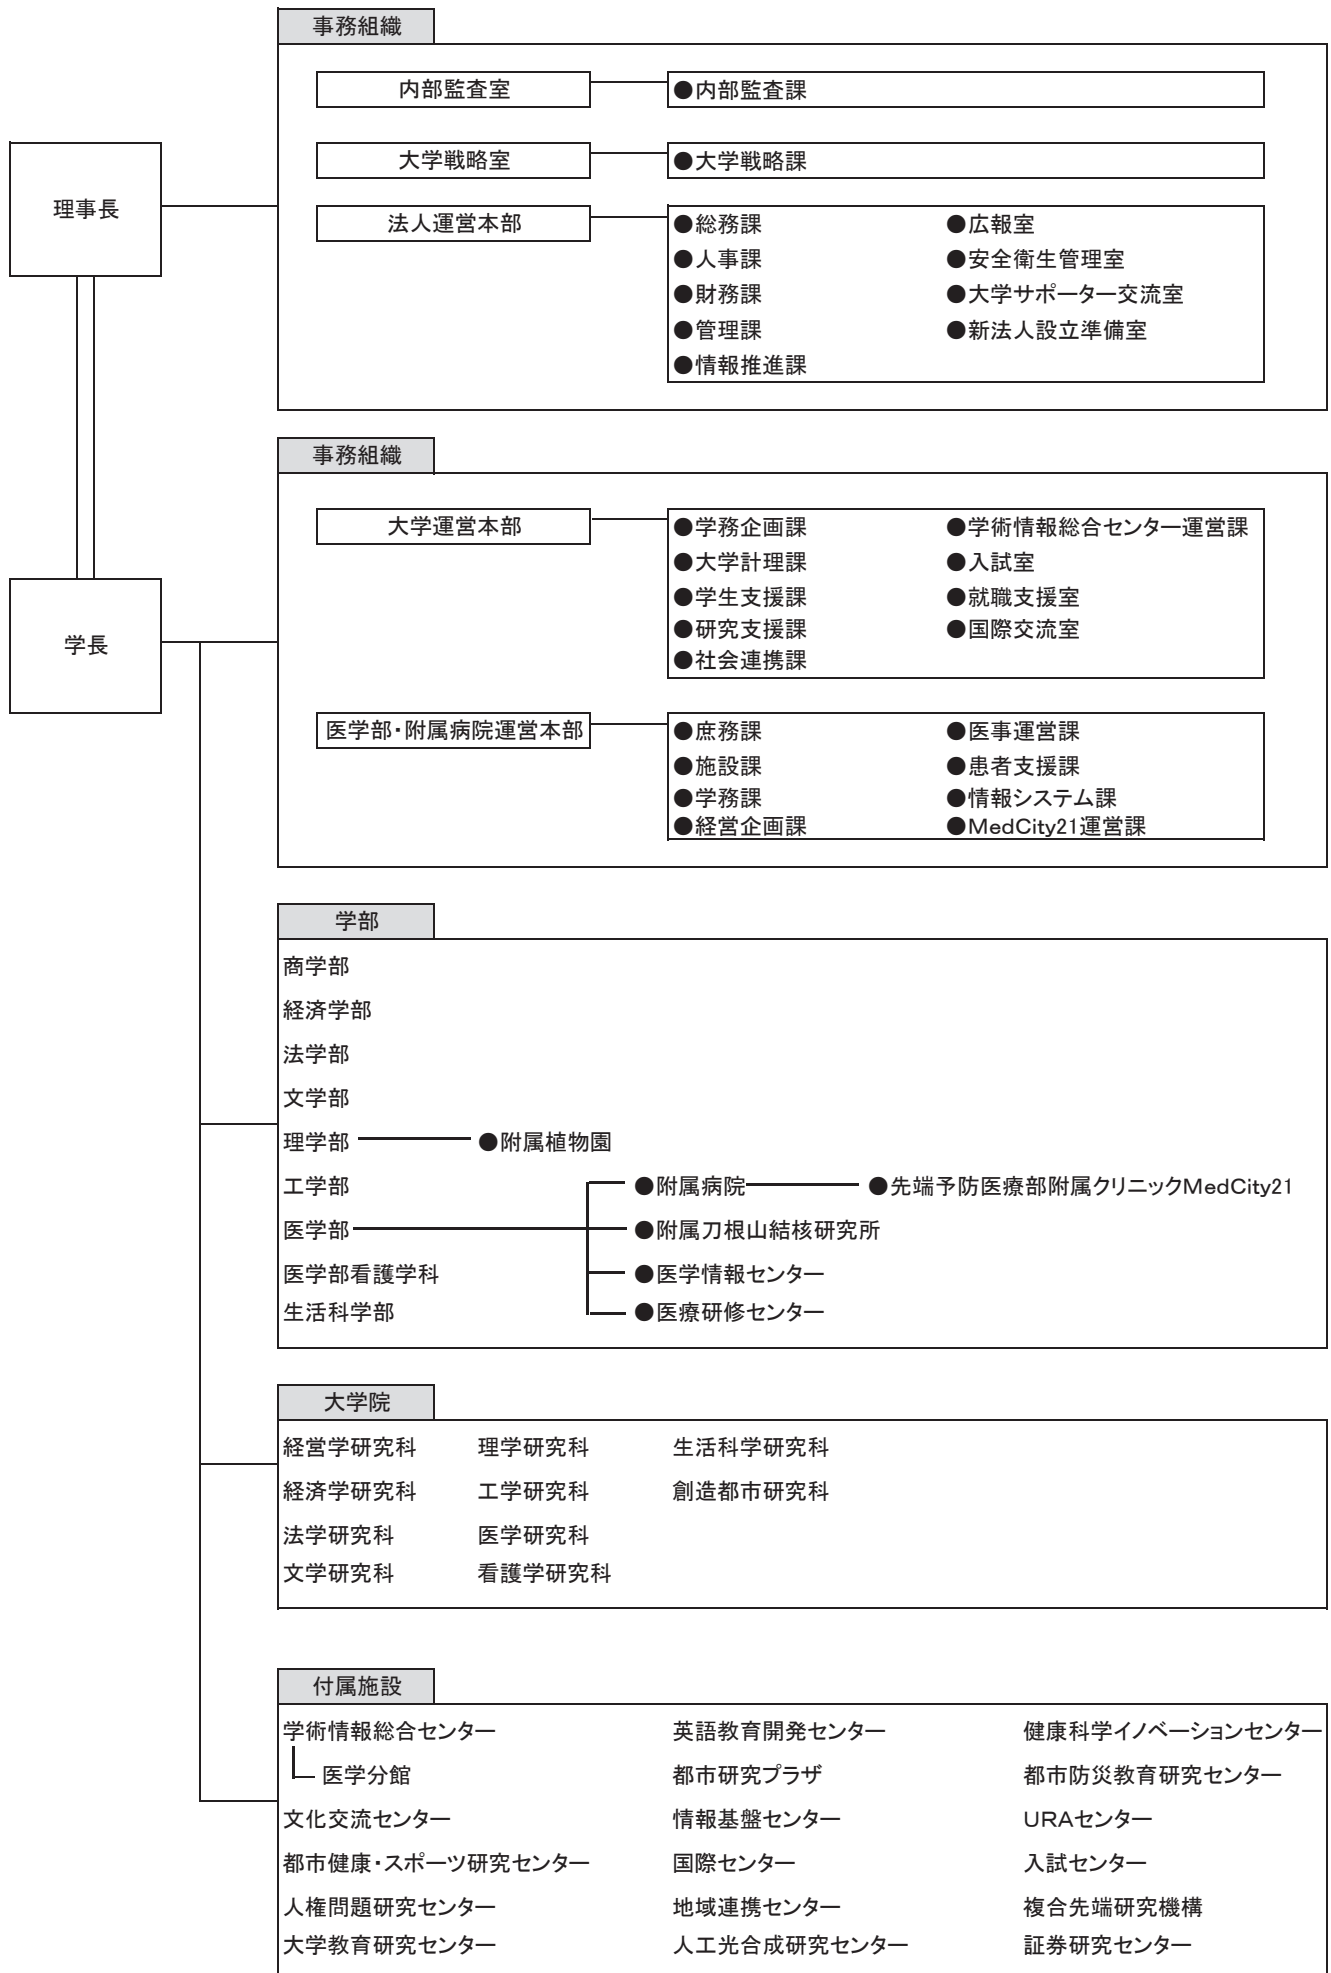 事務組織
内部監査室
●内部監査課
大学戦略室
●大学戦略課
理事長
法人運営本部
●総務課 ●広報室
●人事課 ●安全衛生管理室
●財務課 ●大学サポーター交流室
●管理課 ●新法人設立準備室
●情報推進課
事務組織
大学運営本部
●学務企画課 ●学術情報総合センター運営課
●大学計理課 ●入試室
●学生支援課 ●就職支援室
●研究支援課 ●国際交流室
●社会連携課
学長
医学部・附属病院運営本部
●庶務課 ●医事運営課
●施設課 ●患者支援課
●学務課 ●情報システム課
●経営企画課 ●MedCity21運営課
学部
商学部
経済学部
法学部
文学部
理学部 ●附属植物園
工学部 ●附属病院 ●先端予防医療部附属クリニックMedCity21
医学部 ●附属刀根山結核研究所
医学部看護学科 ●医学情報センター
生活科学部 ●医療研修センター
大学院
経営学研究科 理学研究科 生活科学研究科
経済学研究科 工学研究科 創造都市研究科
法学研究科 医学研究科
文学研究科 看護学研究科
付属施設
学術情報総合センター 英語教育開発センター 健康科学イノベーションセンター
医学分館 都市研究プラザ 都市防災教育研究センター
文化交流センター 情報基盤センター URAセンター
都市健康・スポーツ研究センター 国際センター 入試センター
人権問題研究センター 地域連携センター 複合先端研究機構
大学教育研究センター 人工光合成研究センター 証券研究センター